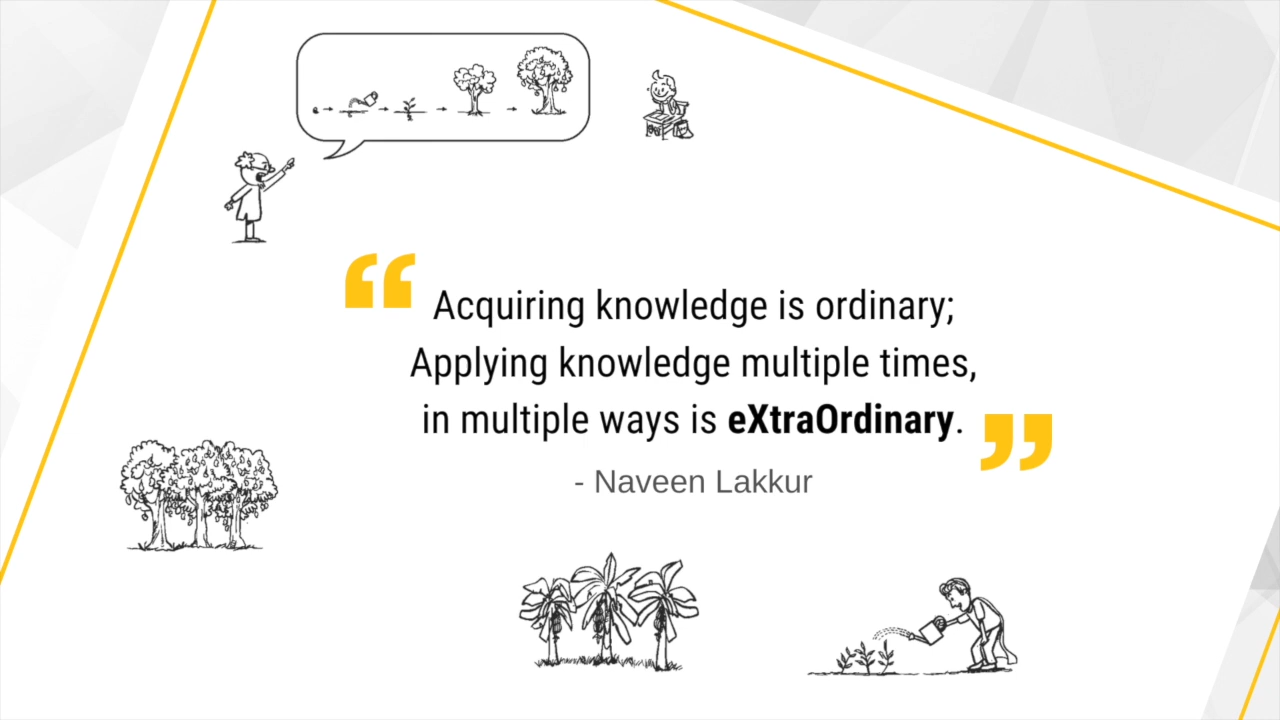 “Acquiring knowledge is ordinary;
Applying knowledge multiple times,
in multiple ways is eXtraOrdinary.”
- Naveen Lakkur